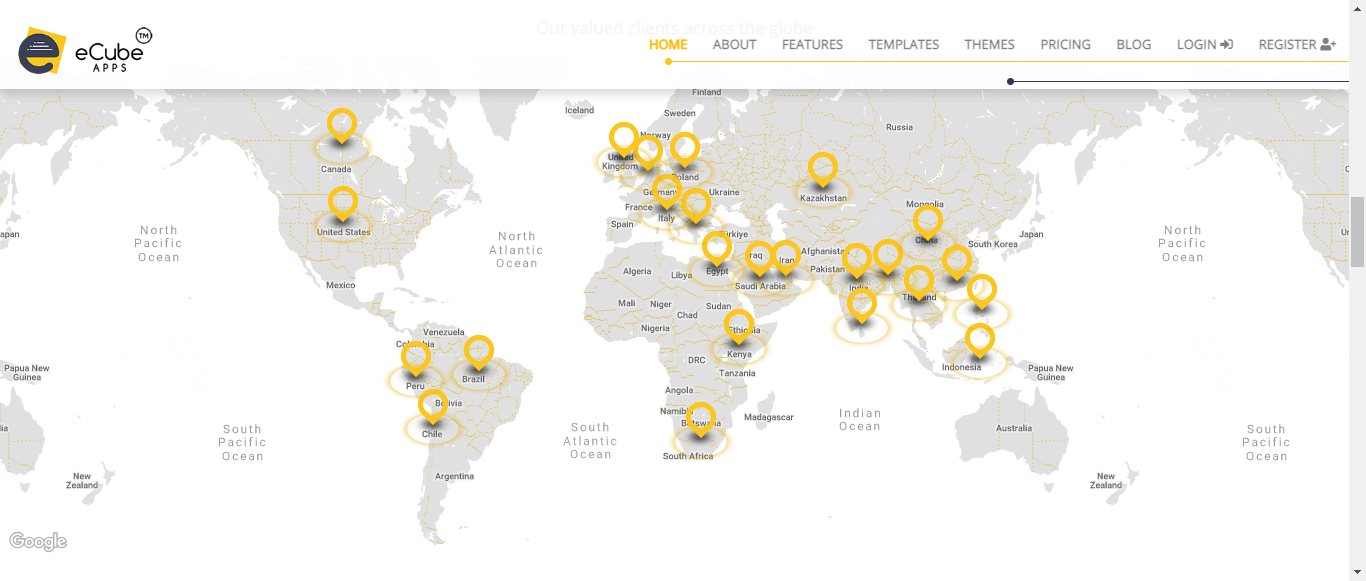 Our valued clients across the globe
eCube TM
APPS
HOME ABOUT FEATURES TEMPLATES THEMES PRICING BLOG LOGIN REGISTER
Finland
Iceland
Sweden
Norway
Russia
United
Kingdom
Canada
Poland
Germany
Ukraine
Kazakhstan
France
Mongolia
Italy
Spain
United States
Türkiye
China
South Korea
Japan
apan
North
Pacific
Ocean
North
Atlantic
Ocean
North
Pacific
Ocean
Iraq
Iran
Afghanistan
Pakistan
Algeria
Libya
Egypt
Saudi Arabia
India
Thailand
Mexico
Mali
Niger
Chad
Sudan
Nigeria
Ethiopia
Venezuela
Colombia
Kenya
DRC
Tanzania
Indonesia
Papua New
Guinea
Papua New
Guinea
Peru
Brazil
Angola
Bolivia
Namibia
Botswana
Madagascar
Indian
Ocean
Chile
South
Pacific
Ocean
South
Atlantic
Ocean
Australia
South
Pacific
Ocean
South Africa
Argentina
New
Zealand
New
Zealand
Google